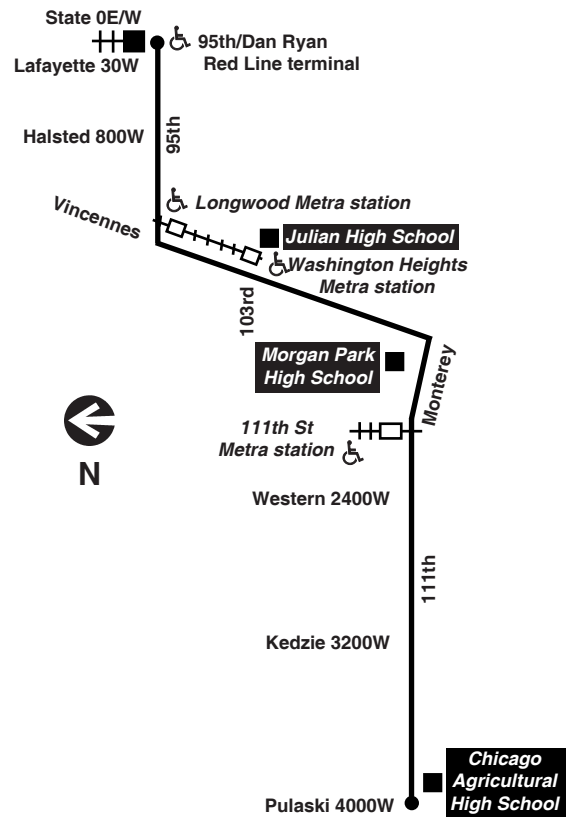 State 0E/W
Lafayette 30W
95th/Dan Ryan
Red Line terminal
Halsted 800W
95th
Vincennes
Longwood Metra station
Julian High School
Washington Heights
Metra station
103rd
Morgan Park
High School
Monterey
N
111th St
Metra station
Western 2400W
111th
Kedzie 3200W
Chicago
Agricultural
High School
Pulaski 4000W